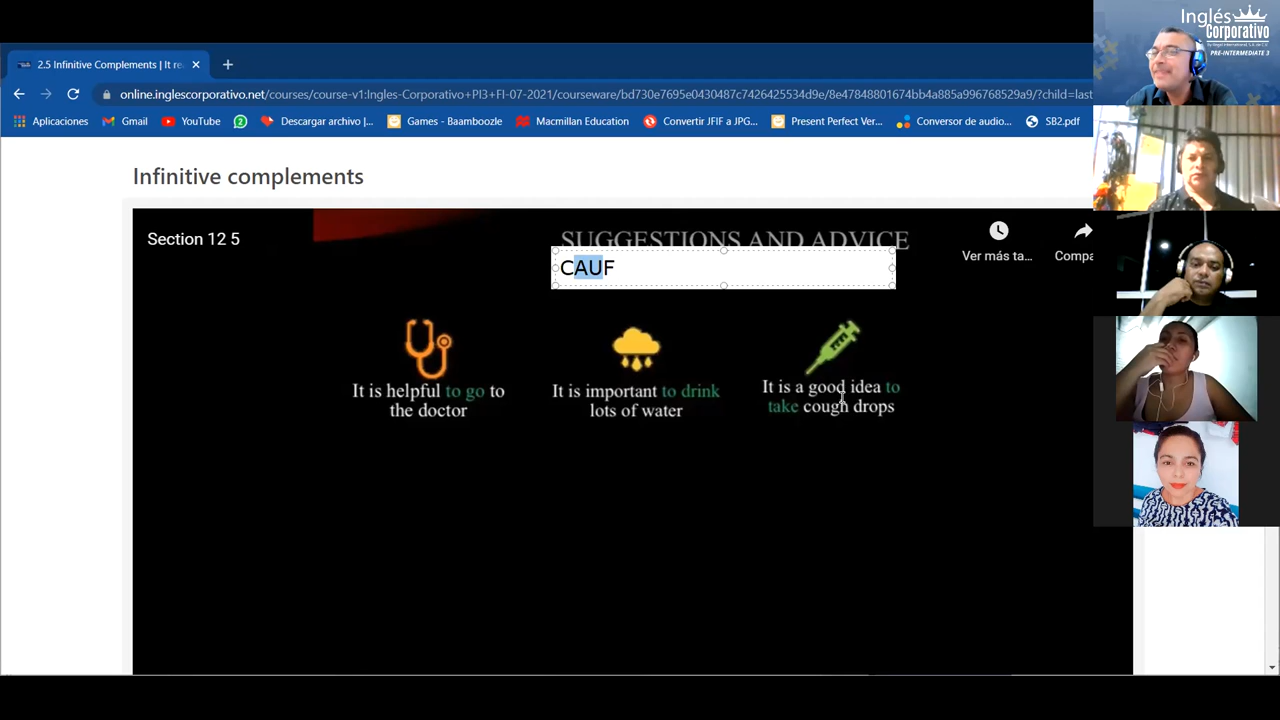 Inglés
Corporativo
by Regal International, S.A. de C.V.
PRE-INTERMEDIATE 3
2.5 Infinitive Complements | It re
online.inglescorporativo.net/courses/course-v1:Ingles-Corporativo+PI3+FI-07-2021/courseware/bd730e7695e0430487c7426425534d9e/8e47848801674bb4a885a996768529a9/?child=last
Aplicaciones
Gmail
YouTube
Descargar archivo |...
Games - Baamboozle
Macmillan Education
Convertir JFIF a JPG...
Present Perfect Ver...
Conversor de audio...
SB2.pdf
Infinitive complements
Section 12 5
SUGGESTIONS AND ADVICE
Ver más ta...
Compa
CAUF
It is helpful to go to
the doctor
It is important to drink
lots of water
It is a good idea to
take cough drops